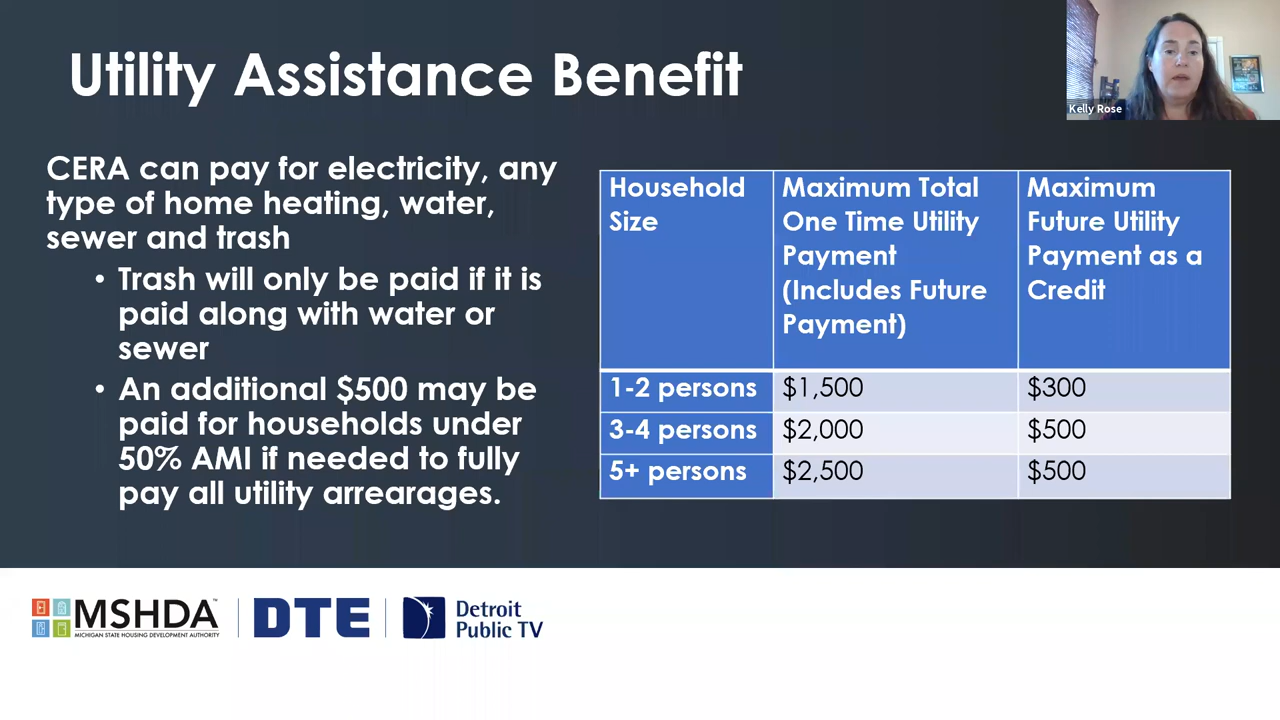 Utility Assistance Benefit
Kelly Rose
CERA can pay for electricity, any
type of home heating, water,
sewer and trash
• Trash will only be paid if it is
paid along with water or
sewer
• An additional $500 may be
paid for households under
50% AMI if needed to fully
pay all utility arrearages.
Household
Size
Maximum Total
One Time Utility
Payment
(Includes Future
Payment)
Maximum
Future Utility
Payment as a
Credit
1-2 persons $1,500 $300
3-4 persons $2,000 $500
5+ persons $2,500 $500
MSHDA™
MICHIGAN STATE HOUSING DEVELOPMENT AUTHORITY
DTE
Detroit
Public TV